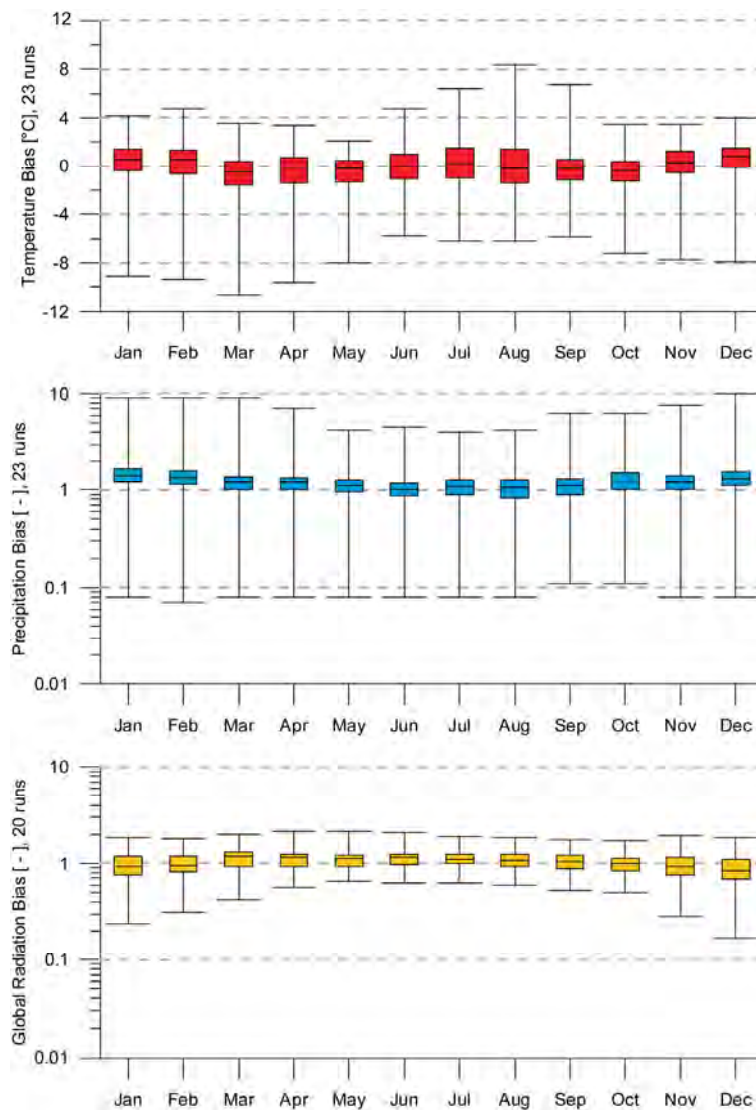 12
8
4
0
-4
-8
-12
Temperature Bias [°C], 23 runs
Jan Feb Mar Apr May Jun Jul Aug Sep Oct Nov Dec
10
1
0.1
0.01
Precipitation Bias [ - ], 23 runs
Jan Feb Mar Apr May Jun Jul Aug Sep Oct Nov Dec
10
1
0.1
0.01
Global Radiation Bias [ - ], 20 runs
Jan Feb Mar Apr May Jun Jul Aug Sep Oct Nov Dec